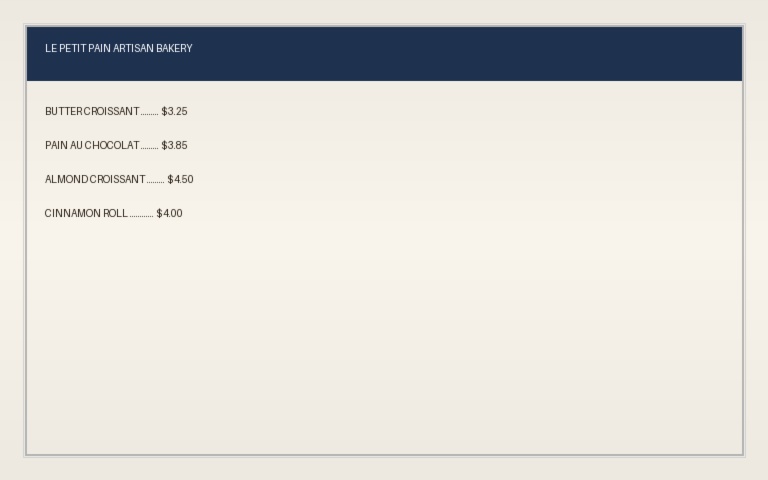 LE PETIT PAIN ARTISAN BAKERY
BUTTER CROISSANT ......... $3.25
PAIN AU CHOCOLAT ......... $3.85
ALMOND CROISSANT ......... $4.50
CINNAMON ROLL ............ $4.00